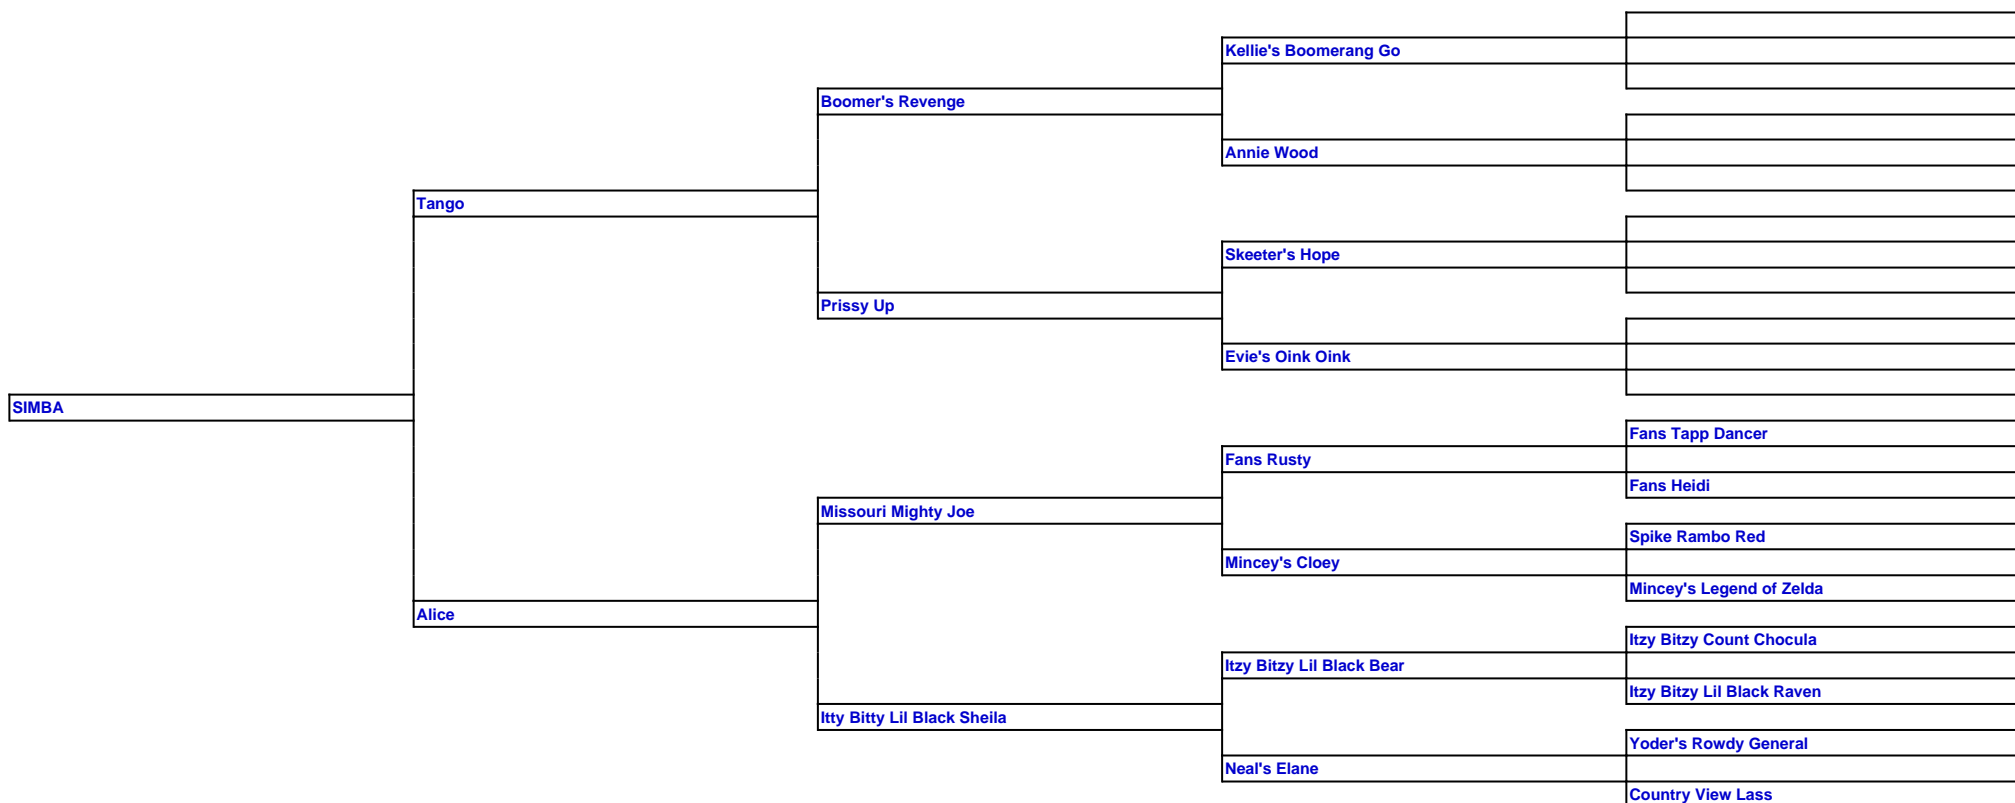 Kellie's Boomerang Go
Boomer's Revenge
Annie Wood
Tango
Skeeter's Hope
Prissy Up
Evie's Oink Oink
SIMBA
Fans Tapp Dancer
Fans Rusty
Fans Heidi
Missouri Mighty Joe
Spike Rambo Red
Mincey's Cloey
Mincey's Legend of Zelda
Alice
Itzy Bitzy Count Chocula
Itzy Bitzy Lil Black Bear
Itzy Bitzy Lil Black Raven
Itty Bitty Lil Black Sheila
Yoder's Rowdy General
Neal's Elane
Country View Lass